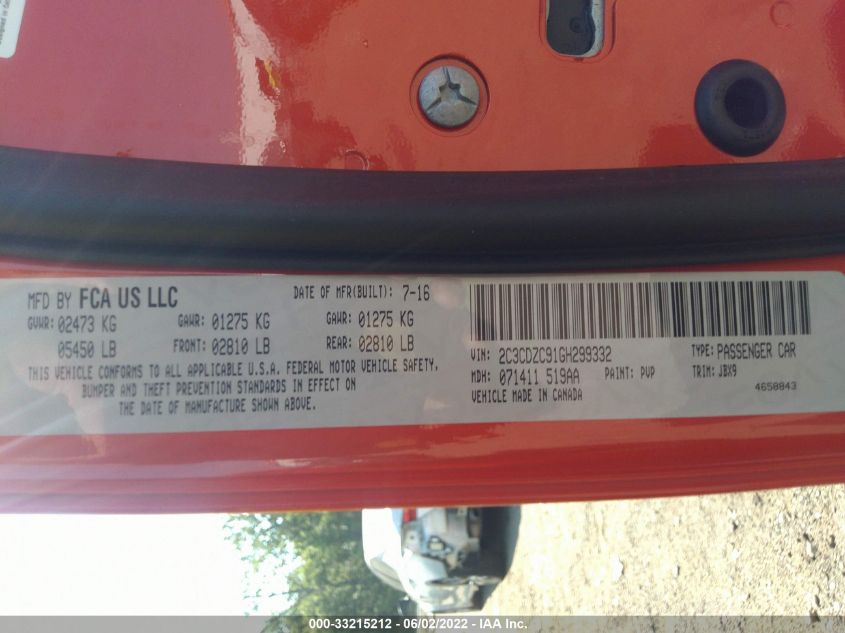 MFD BY FCA US LLC DATE OF MFR(BUILT): 7-16
GVWR: 02473 KG GAWR: 01275 KG GAWR: 01275 KG
05450 LB FRONT: 02810 LB REAR: 02810 LB
THIS VEHICLE CONFORMS TO ALL APPLICABLE U.S.A. FEDERAL MOTOR VEHICLE SAFETY,
BUMPER AND THEFT PREVENTION STANDARDS IN EFFECT ON
THE DATE OF MANUFACTURE SHOWN ABOVE.
VIN: 2C3CDZC91GH299332 TYPE: PASSENGER CAR
MDH: 071411 519AA PAINT: PVP TRIM: JBX9
VEHICLE MADE IN CANADA 4658843
000-33215212 - 06/02/2022 - IAA Inc.